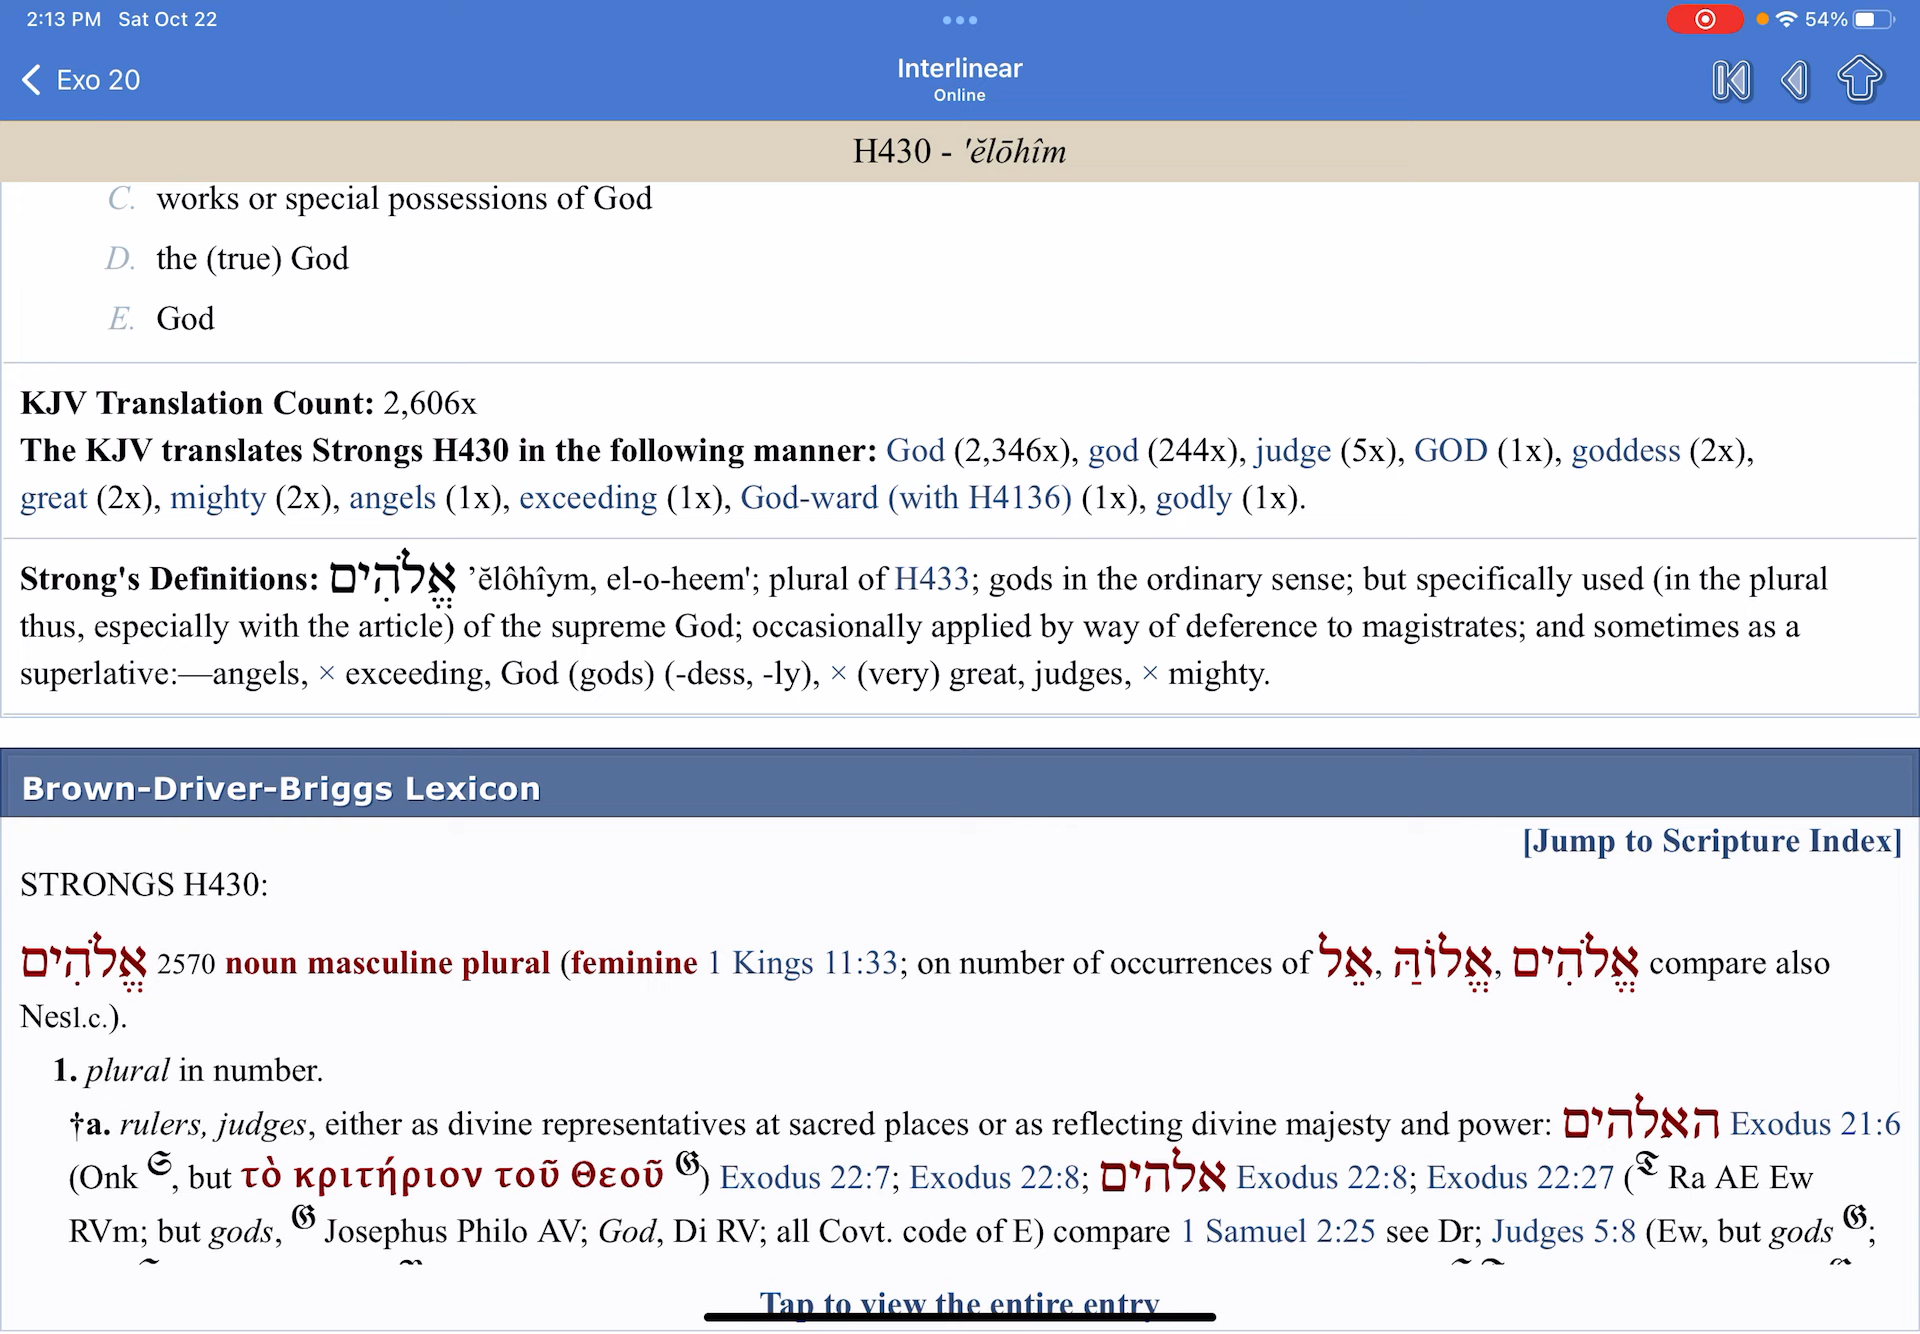 2:13 PM Sat Oct 22
54%
Exo 20
Interlinear
Online
H430 - 'ĕlōhîm
C. works or special possessions of God
D. the (true) God
E. God
KJV Translation Count: 2,606x
The KJV translates Strongs H430 in the following manner: God (2,346x), god (244x), judge (5x), GOD (1x), goddess (2x),
great (2x), mighty (2x), angels (1x), exceeding (1x), God-ward (with H4136) (1x), godly (1x).
Strong's Definitions: אֱלֹהִים ʼĕlôhîym, el-o-heem'; plural of H433; gods in the ordinary sense; but specifically used (in the plural
thus, especially with the article) of the supreme God; occasionally applied by way of deference to magistrates; and sometimes as a
superlative:—angels, × exceeding, God (gods) (-dess, -ly), × (very) great, judges, × mighty.
Brown-Driver-Briggs Lexicon
[Jump to Scripture Index]
STRONGS H430:
אֱלֹהִים 2570 noun masculine plural (feminine 1 Kings 11:33; on number of occurrences of אֵל, אֱלוֹהַּ, אֱלֹהִים compare also
Nesl.c.).
1. plural in number.
†a. rulers, judges, either as divine representatives at sacred places or as reflecting divine majesty and power: האלהים Exodus 21:6
(Onk 𝔖, but τὸ κριτήριον τοῦ Θεοῦ 𝔊) Exodus 22:7; Exodus 22:8; אלהים Exodus 22:8; Exodus 22:27 (𝔗 Ra AE Ew
RVm; but gods, 𝔊 Josephus Philo AV; God, Di RV; all Covt. code of E) compare 1 Samuel 2:25 see Dr; Judges 5:8 (Ew, but gods 𝔊;
Tap to view the entire entry